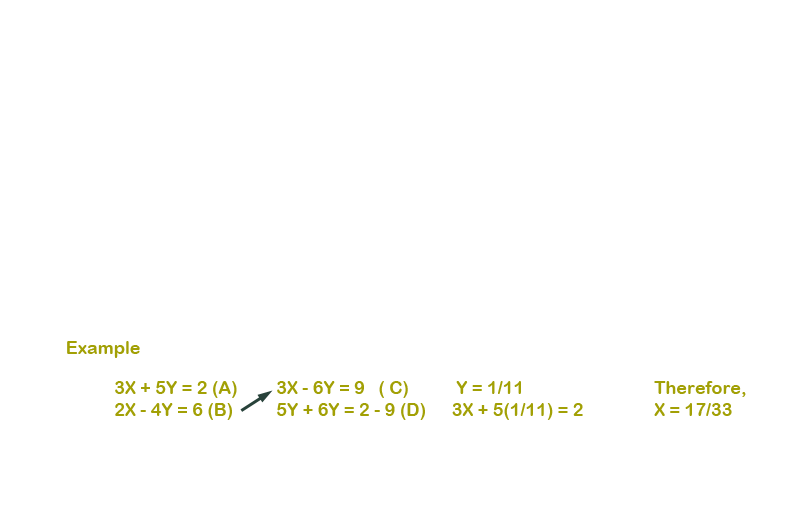 Example
3X + 5Y = 2 (A) 3X - 6Y = 9 ( C) Y = 1/11 Therefore,
2X - 4Y = 6 (B) 5Y + 6Y = 2 - 9 (D) 3X + 5(1/11) = 2 X = 17/33